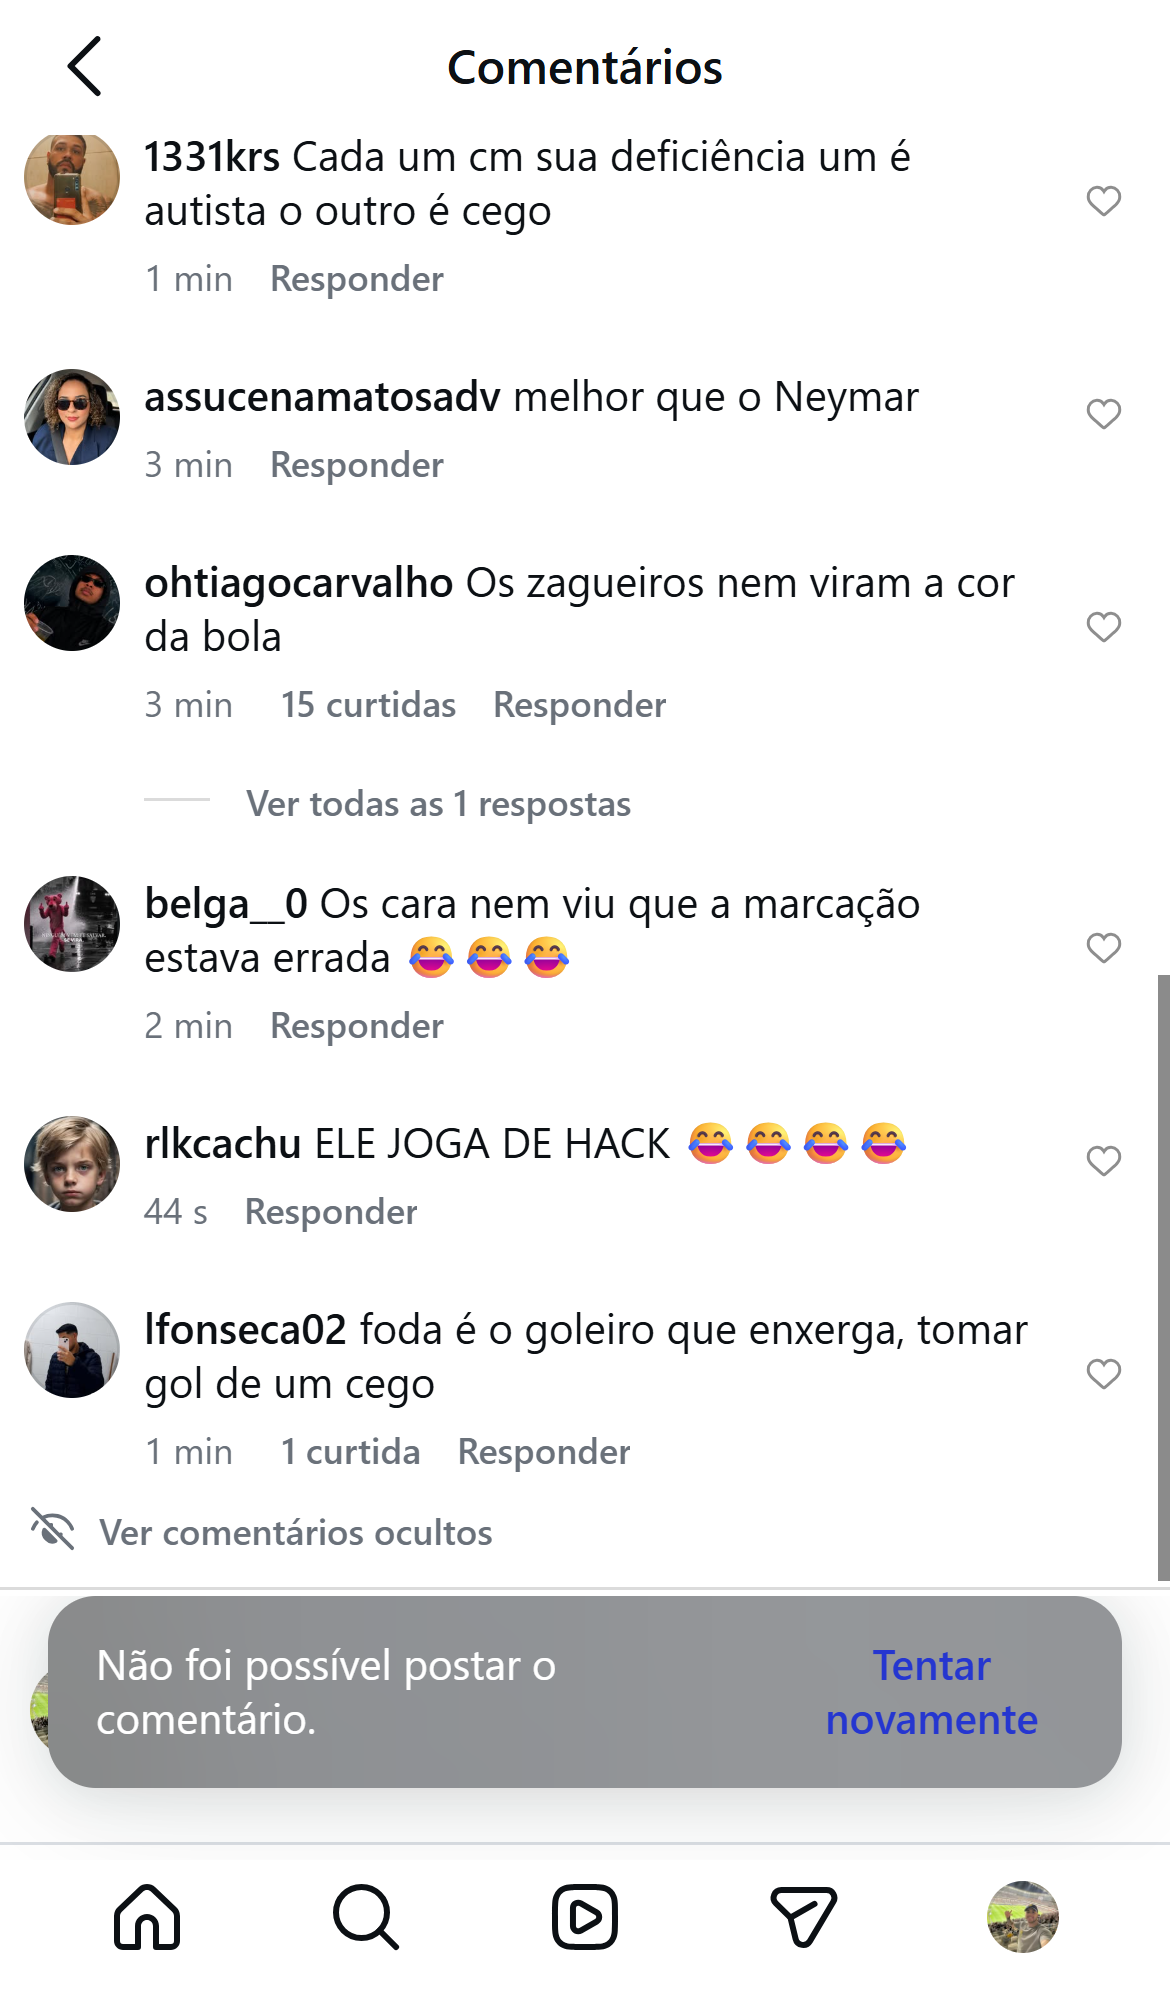 Comentários
1331krs Cada um cm sua deficiência um é
autista o outro é cego
1 min Responder
assucenamatosadv melhor que o Neymar
3 min Responder
ohtiagocarvalho Os zagueiros nem viram a cor
da bola
3 min 15 curtidas Responder
Ver todas as 1 respostas
belga__0 Os cara nem viu que a marcação
estava errada 😂😂😂
2 min Responder
rlkcachu ELE JOGA DE HACK 😂😂😂😂
44 s Responder
lfonseca02 foda é o goleiro que enxerga, tomar
gol de um cego
1 min 1 curtida Responder
Ver comentários ocultos
Não foi possível postar o
comentário.
Tentar
novamente